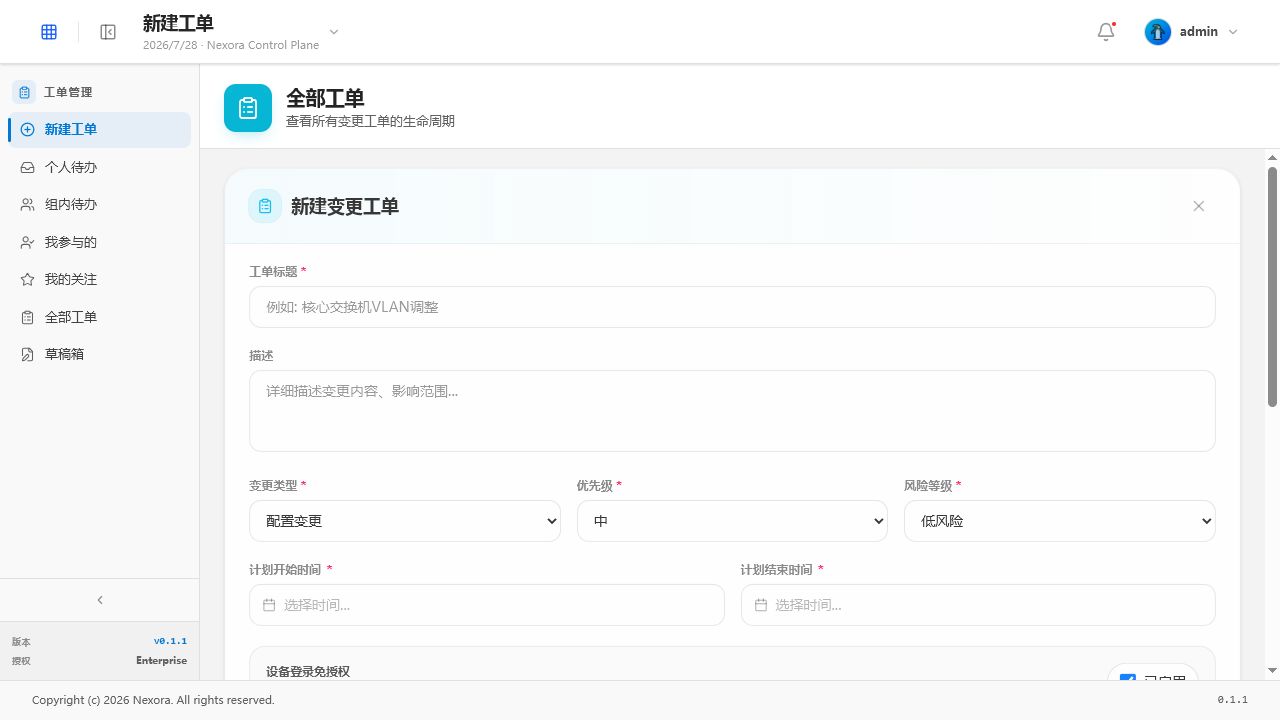 新建工单
2026/7/28 · Nexora Control Plane
admin
工单管理
新建工单
个人待办
组内待办
我参与的
我的关注
全部工单
草稿箱
版本 v0.1.1
授权 Enterprise
全部工单
查看所有变更工单的生命周期
新建变更工单
工单标题 *
例如: 核心交换机VLAN调整
描述
详细描述变更内容、影响范围...
变更类型 * 优先级 * 风险等级 *
配置变更 中 低风险
计划开始时间 * 计划结束时间 *
选择时间... 选择时间...
设备登录免授权
已启用
Copyright (c) 2026 Nexora. All rights reserved.
0.1.1